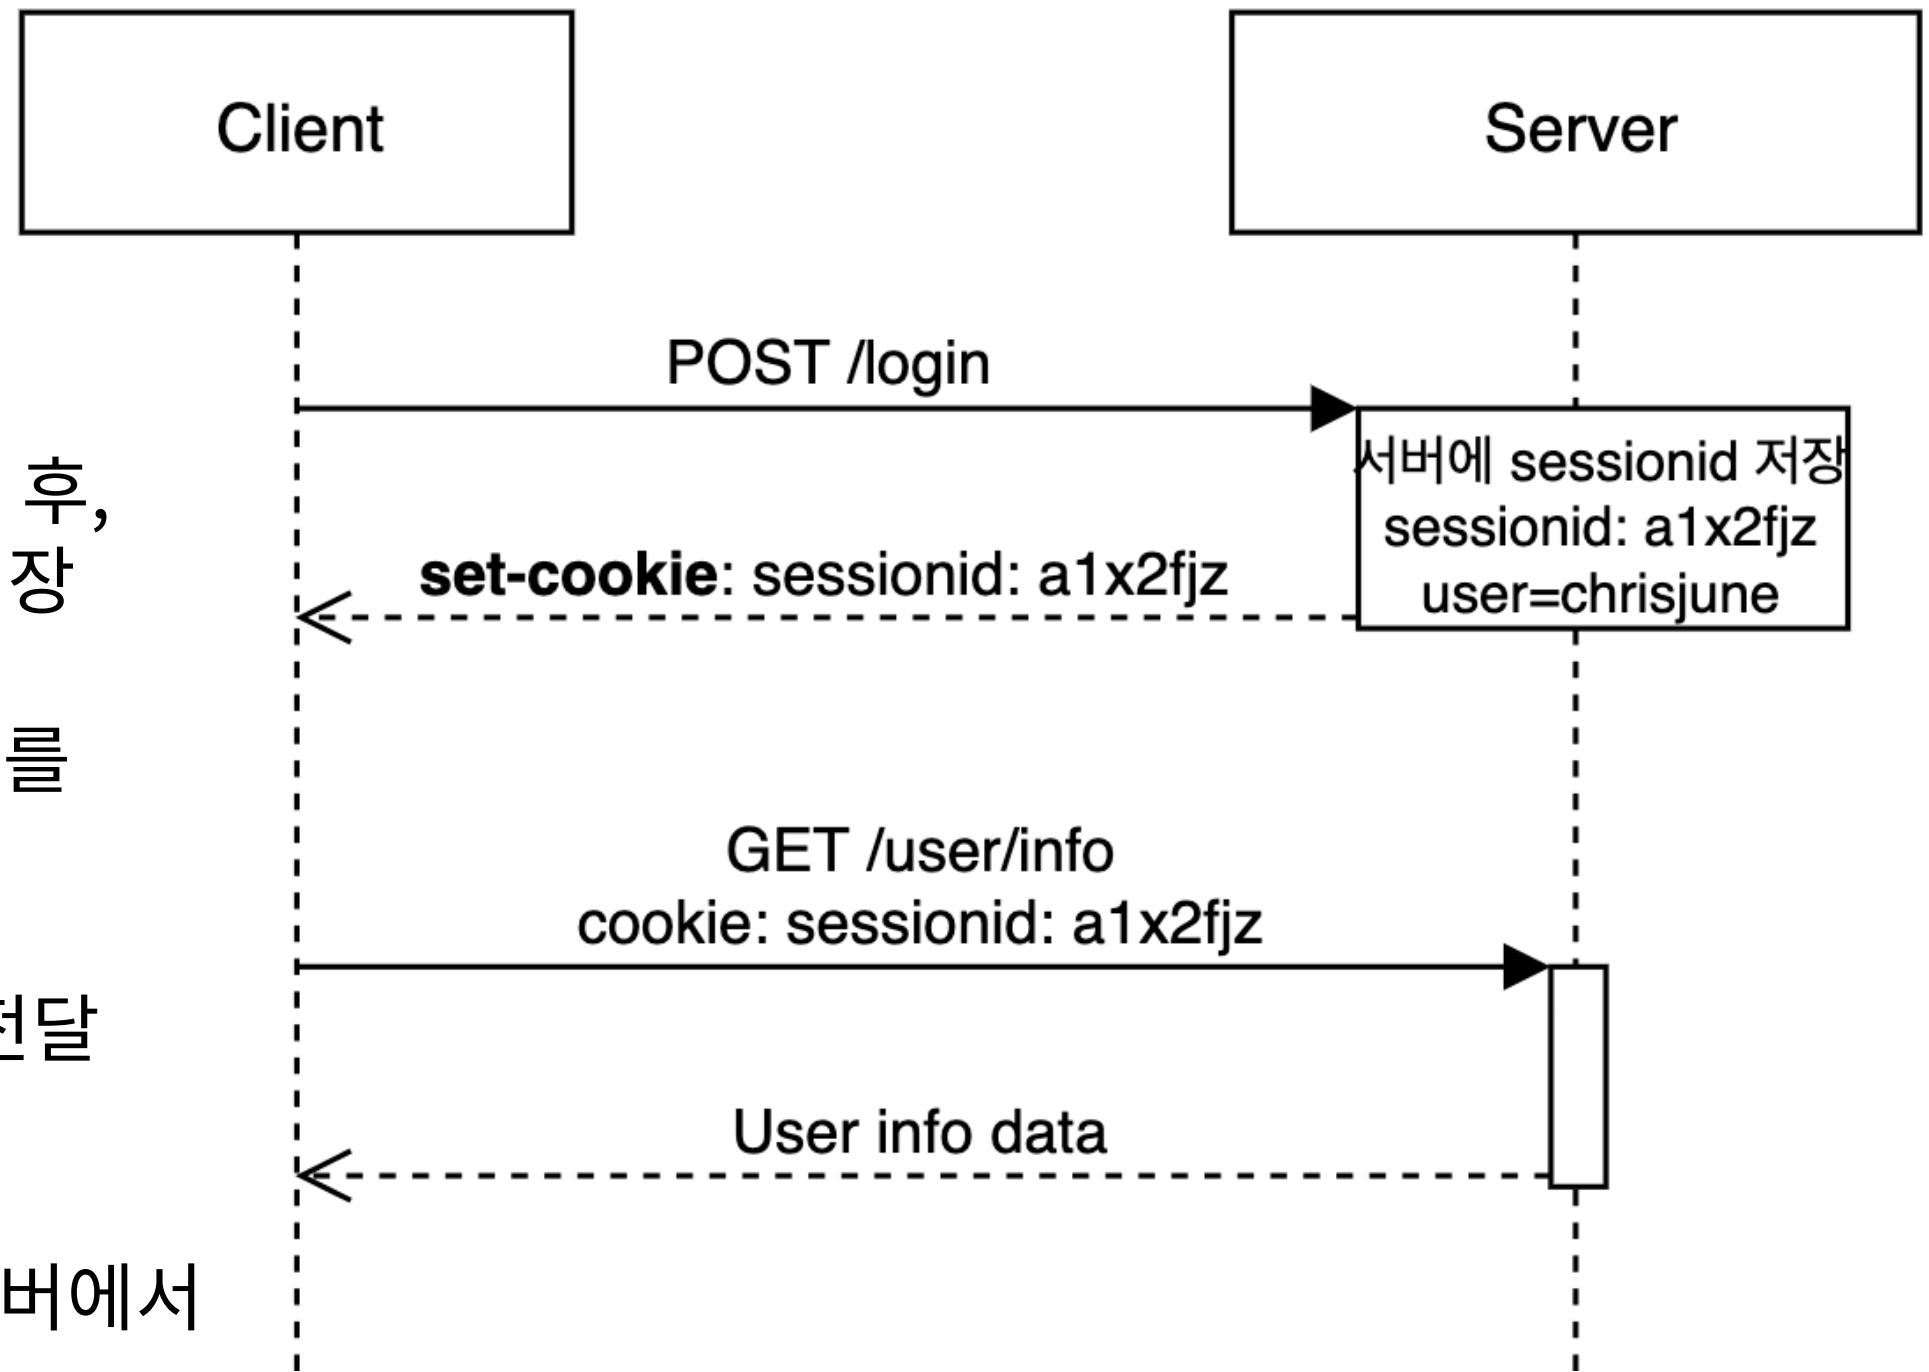 Client
Server
POST /login
서버에 sessionid 저장
sessionid: a1x2fjz
user=chrisjune
set-cookie: sessionid: a1x2fjz
후,
장
를
GET /user/info
cookie: sessionid: a1x2fjz
전달
User info data
버에서